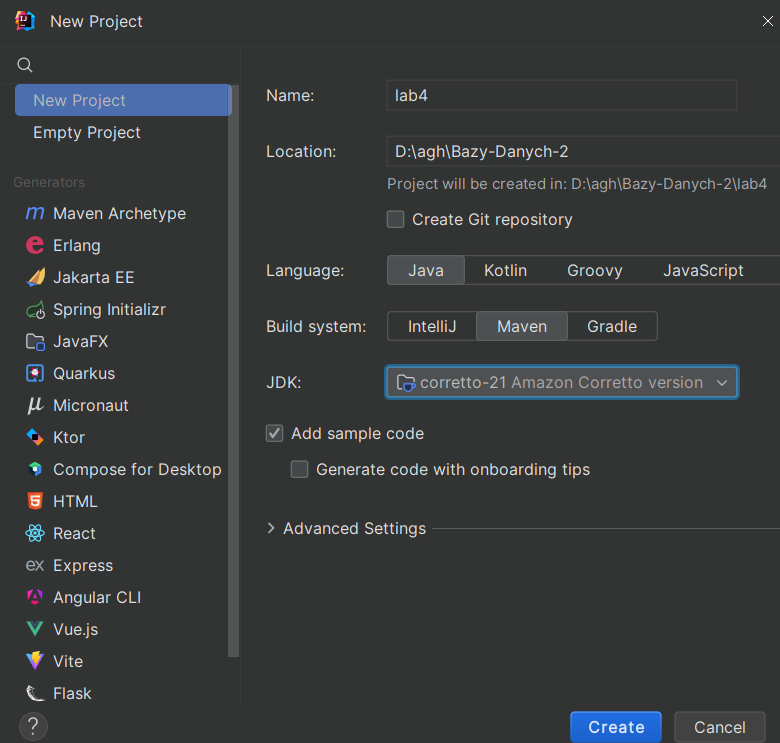 New Project
New Project
Empty Project
Generators
Maven Archetype
Erlang
Jakarta EE
Spring Initializr
JavaFX
Quarkus
Micronaut
Ktor
Compose for Desktop
HTML
React
ex Express
Angular CLI
Vue.js
Vite
Flask
?
Name: lab4
Location: D:\agh\Bazy-Danych-2
Project will be created in: D:\agh\Bazy-Danych-2\lab4
Create Git repository
Language: Java Kotlin Groovy JavaScript
Build system: IntelliJ Maven Gradle
JDK: corretto-21 Amazon Corretto version
Add sample code
Generate code with onboarding tips
Advanced Settings
Create Cancel